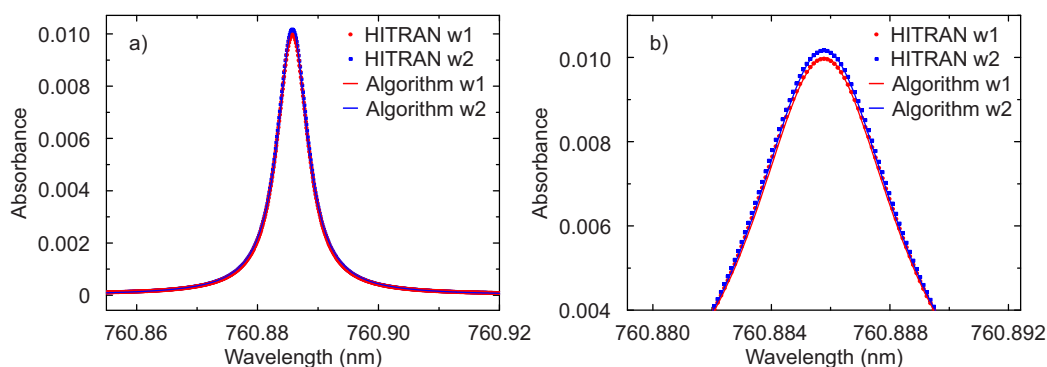 a)
HITRAN w1
HITRAN w2
Algorithm w1
Algorithm w2
0.010
0.008
0.006
0.004
0.002
0
Absorbance
760.86
760.88
760.90
760.92
Wavelength (nm)
b)
HITRAN w1
HITRAN w2
Algorithm w1
Algorithm w2
0.010
0.008
0.006
0.004
Absorbance
760.880
760.884
760.888
760.892
Wavelength (nm)